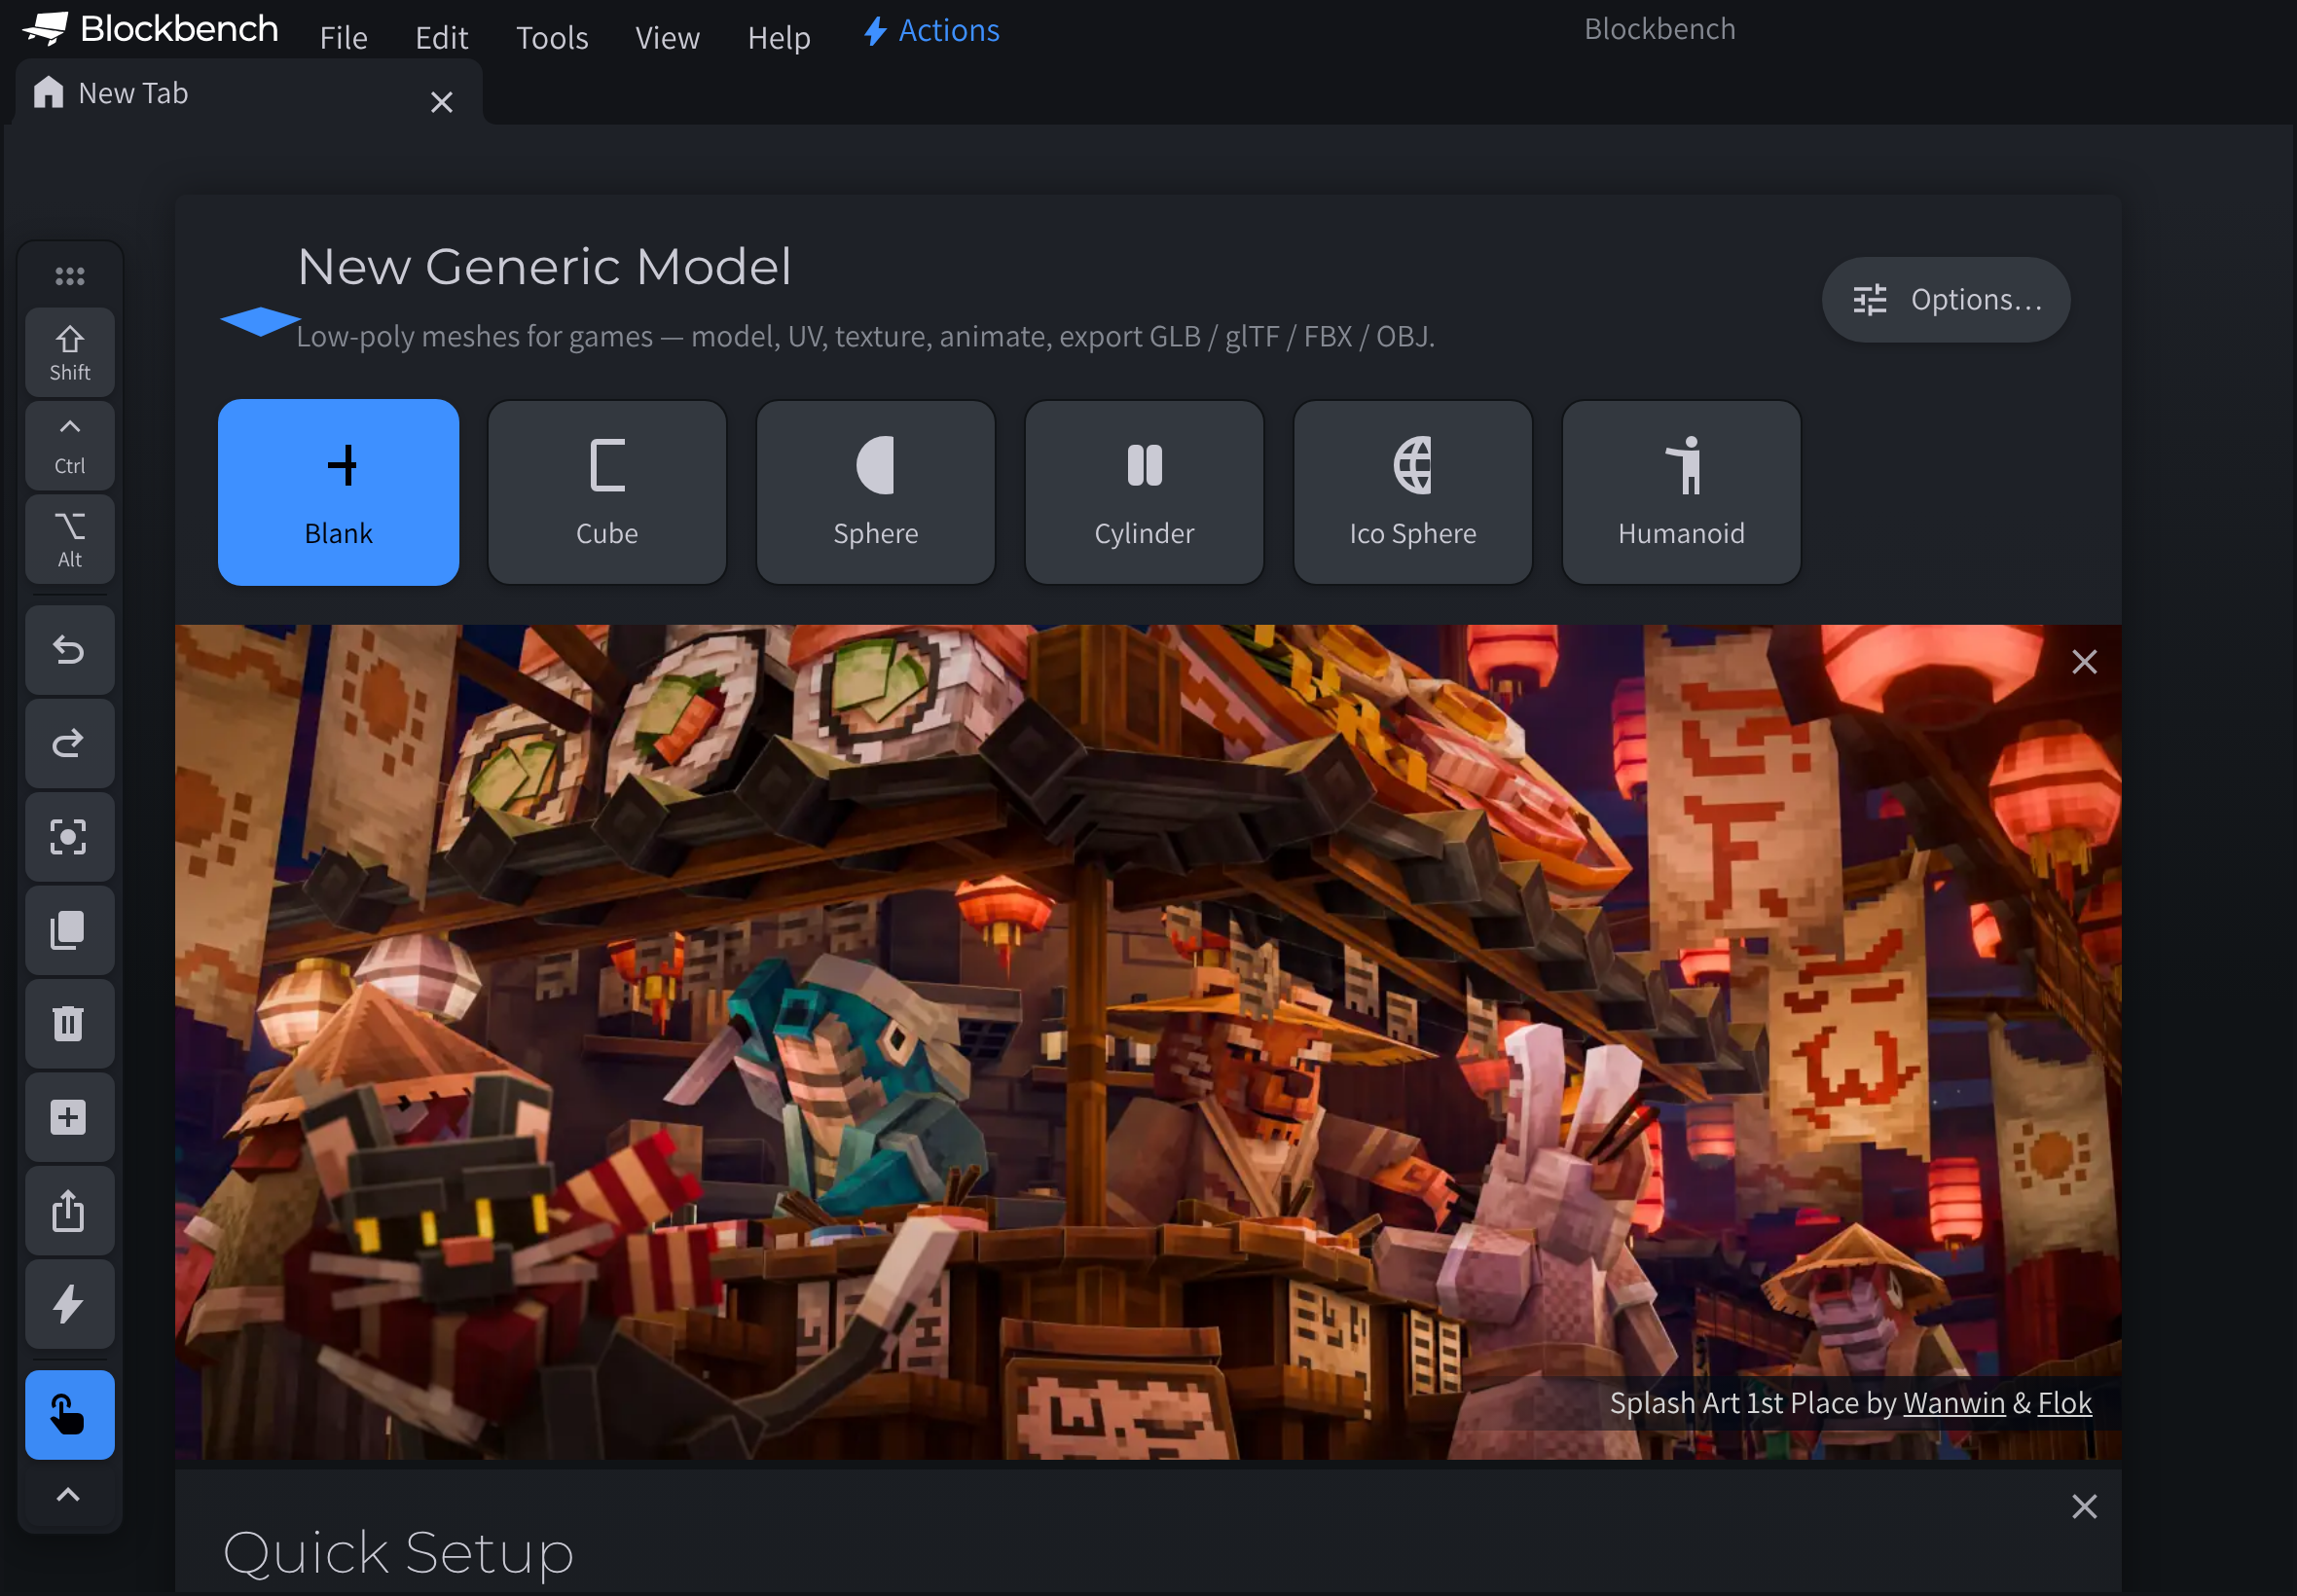 Blockbench
File Edit Tools View Help Actions
Blockbench
New Tab
New Generic Model
Low-poly meshes for games — model, UV, texture, animate, export GLB / glTF / FBX / OBJ.
Options...
Shift
Ctrl
Alt
Blank
Cube
Sphere
Cylinder
Ico Sphere
Humanoid
Splash Art 1st Place by Wanwin & Flok
Quick Setup